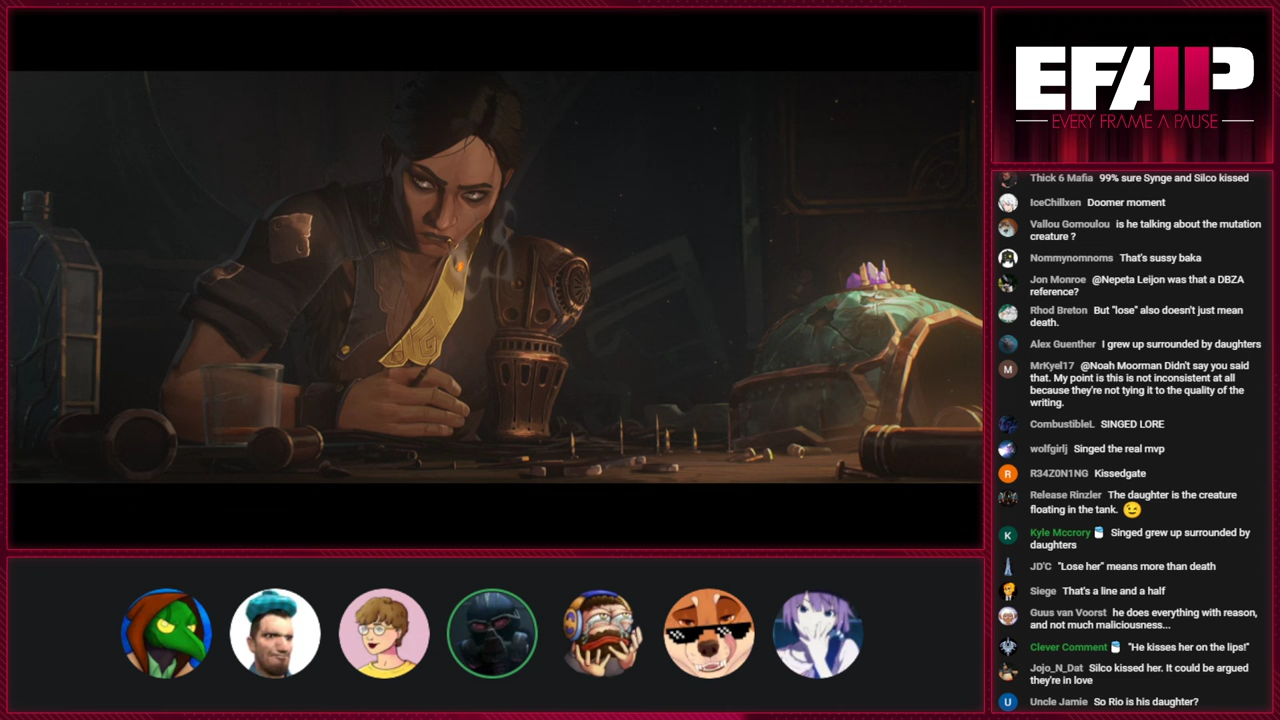 EFAP
EVERY FRAME A PAUSE
Thick 6 Mafia 99% sure Synge and Silco kissed
IceChillxen Doomer moment
Vallou Gomoulou is he talking about the mutation
creature ?
Nommynomnoms That's sussy baka
Jon Monroe @Nepeta Leijon was that a DBZA
reference?
Rhod Breton But "lose" also doesn't just mean
death.
Alex Guenther I grew up surrounded by daughters
M MrKyel17 @Noah Moorman Didn't say you said
that. My point is this is not inconsistent at all
because they're not tying it to the quality of the
writing.
CombustibleL SINGED LORE
wolfgirlj Singed the real mvp
R R34Z0N1NG Kissedgate
Release Rinzler The daughter is the creature
floating in the tank.
K Kyle Mccrory Singed grew up surrounded by
daughters
JD'C "Lose her" means more than death
Siege That's a line and a half
Guus van Voorst he does everything with reason,
and not much maliciousness...
Clever Comment "He kisses her on the lips!"
Jojo_N_Dat Silco kissed her. It could be argued
they're in love
U Uncle Jamie So Rio is his daughter?